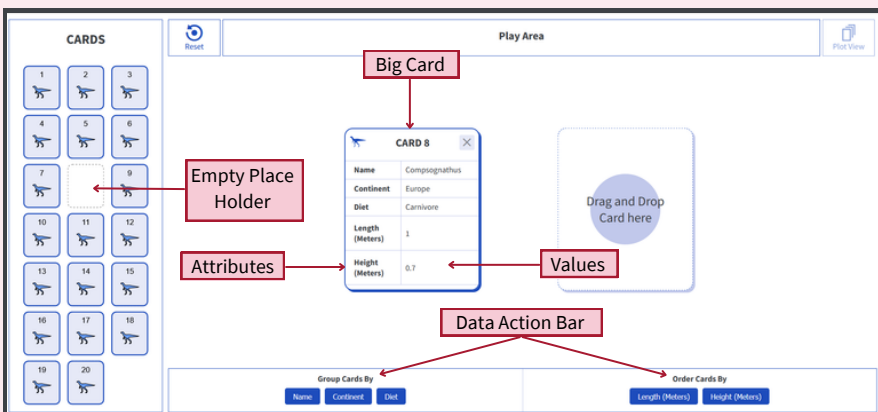 CARDS
Reset
Play Area
Plot View
1
2
3
4
5
6
7
9
10
11
12
13
14
15
16
17
18
19
20
Big Card
Empty Place
Holder
Attributes
Values
Data Action Bar
CARD 8
Name Compsognathus
Continent Europe
Diet Carnivore
Length
(Meters) 1
Height
(Meters) 0.7
Drag and Drop
Card here
Group Cards By
Name Continent Diet
Order Cards By
Length (Meters) Height (Meters)